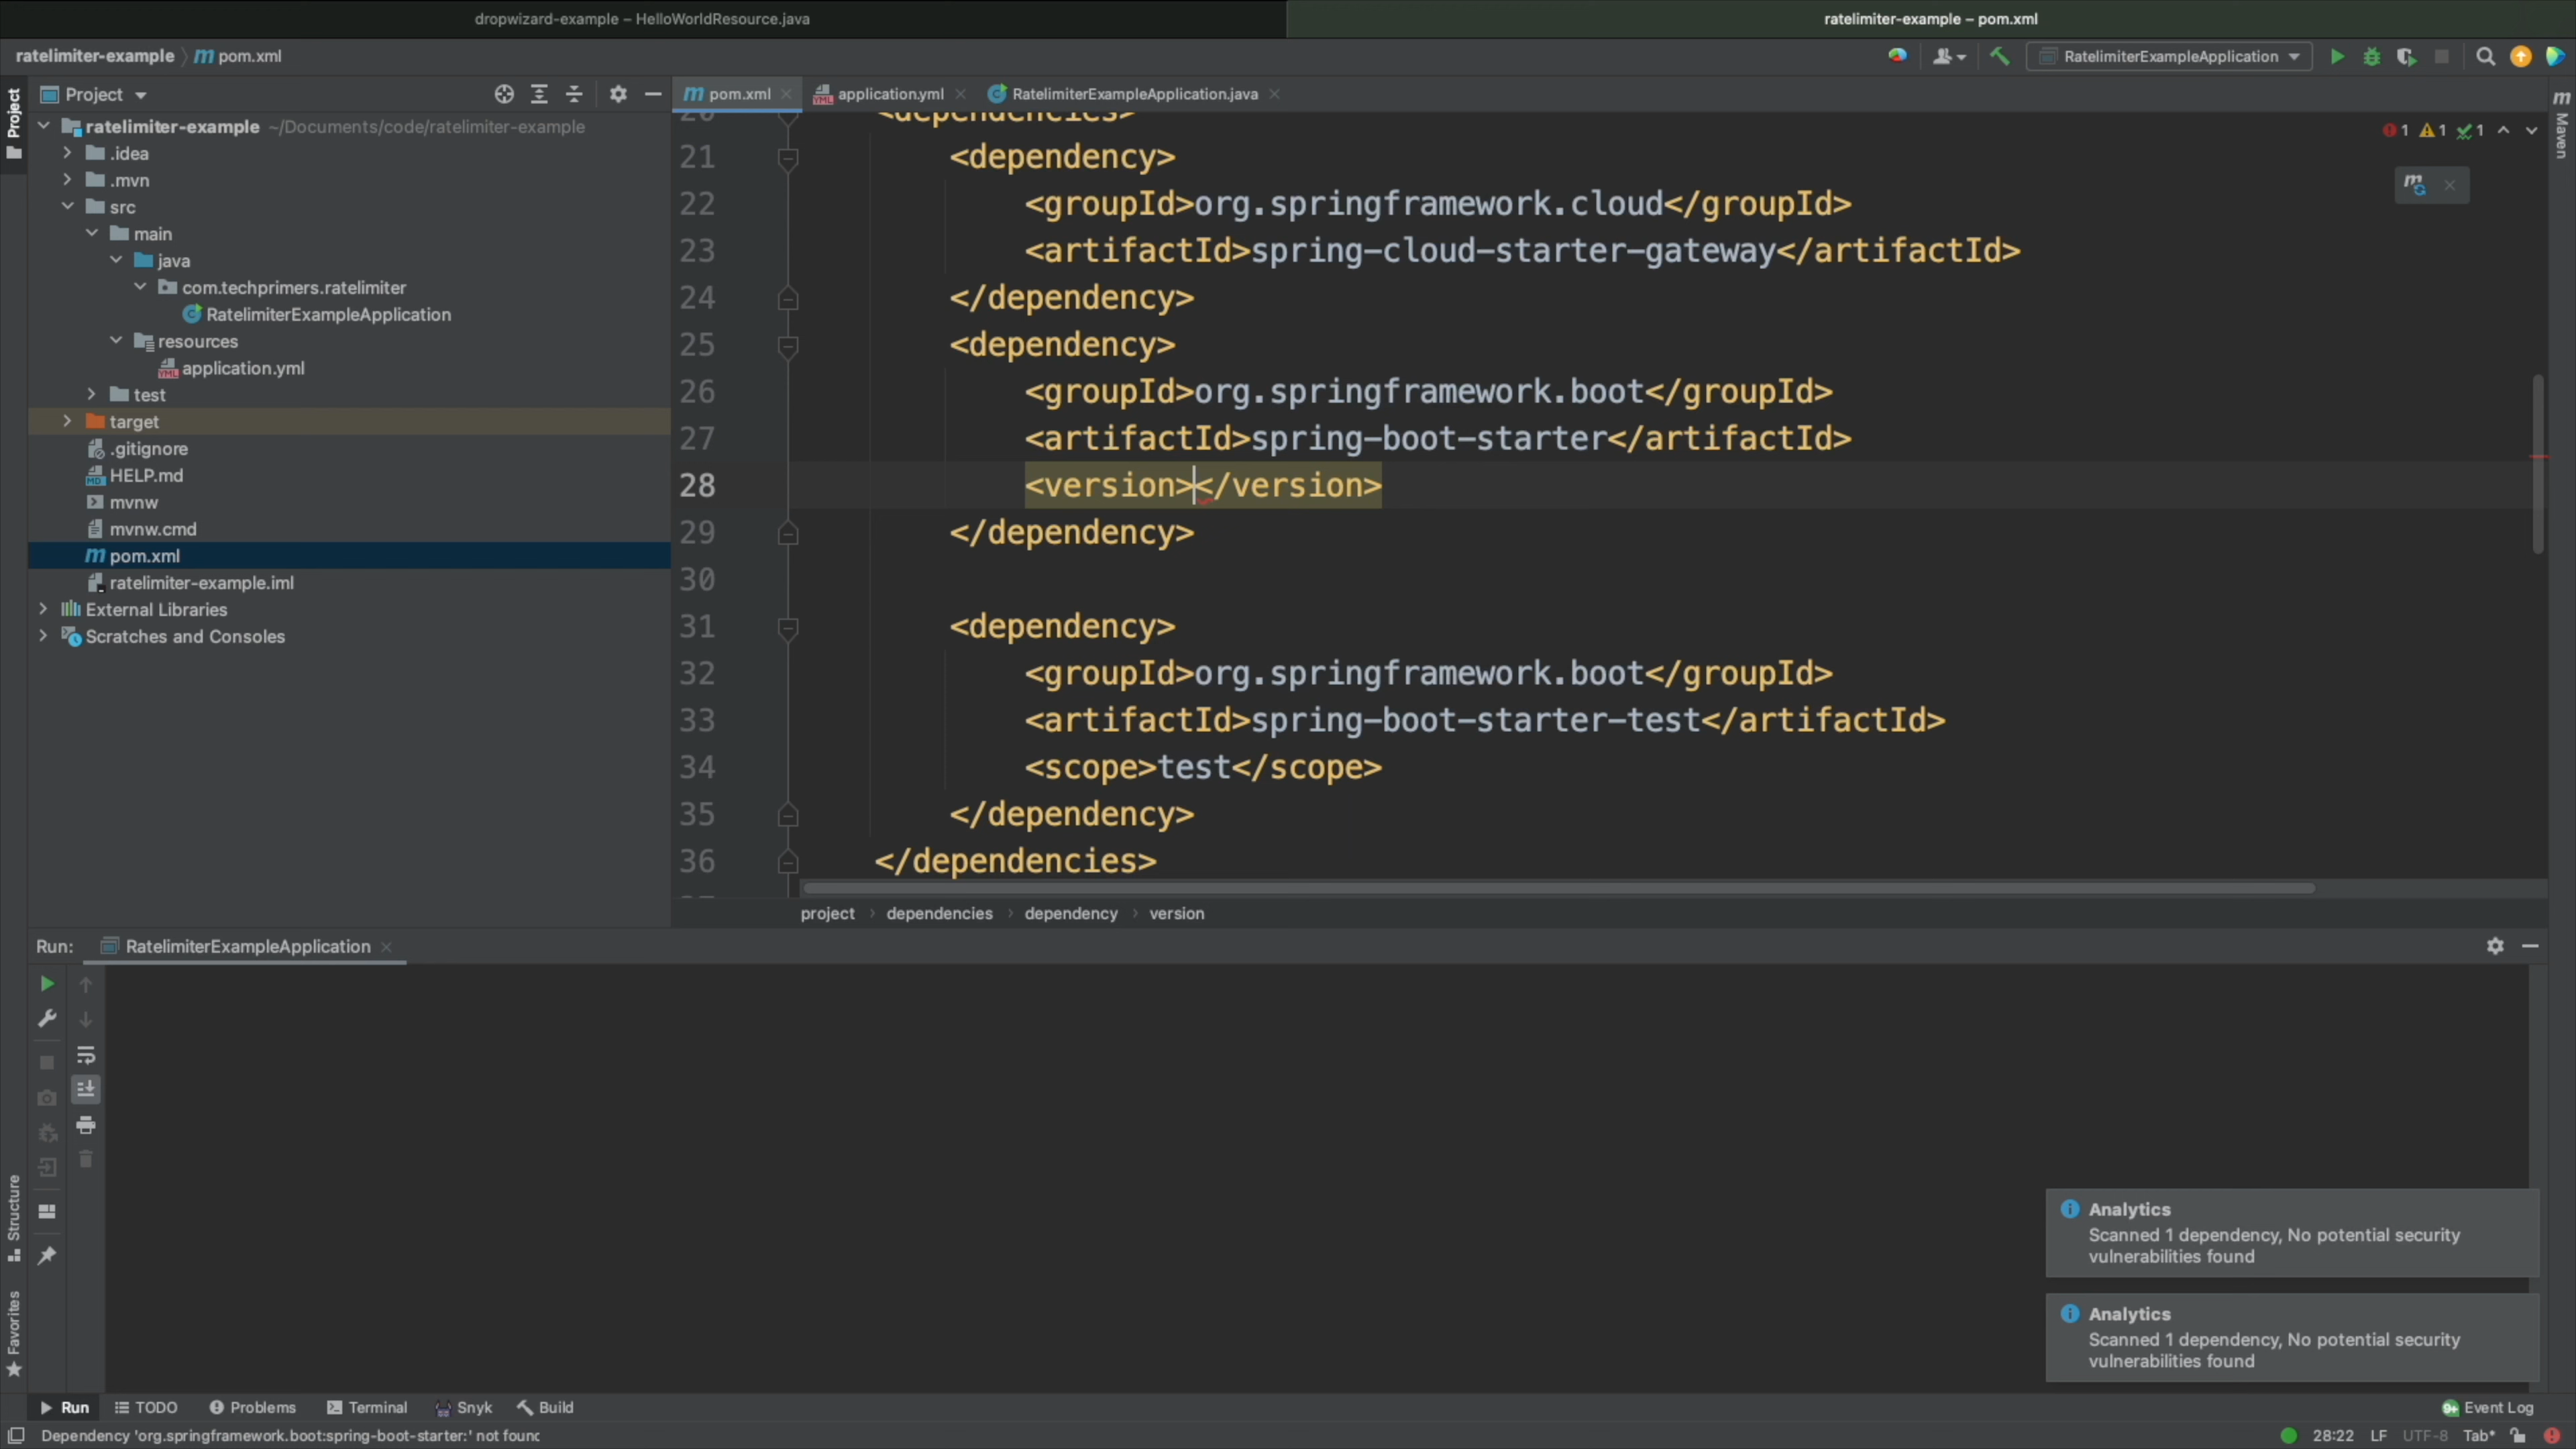 dropwizard-example – HelloWorldResource.java
ratelimiter-example – pom.xml
ratelimiter-example
m pom.xml
RatelimiterExampleApplication
Project
Project
pom.xml
application.yml
RatelimiterExampleApplication.java
Maven
ratelimiter-example ~/Documents/code/ratelimiter-example
.idea
.mvn
src
main
java
com.techprimers.ratelimiter
RatelimiterExampleApplication
resources
application.yml
test
target
.gitignore
HELP.md
mvnw
mvnw.cmd
pom.xml
ratelimiter-example.iml
External Libraries
Scratches and Consoles
1 1 1
20 <dependencies>
21 <dependency>
22 <groupId>org.springframework.cloud</groupId>
23 <artifactId>spring-cloud-starter-gateway</artifactId>
24 </dependency>
25 <dependency>
26 <groupId>org.springframework.boot</groupId>
27 <artifactId>spring-boot-starter</artifactId>
28 <version></version>
29 </dependency>
30
31 <dependency>
32 <groupId>org.springframework.boot</groupId>
33 <artifactId>spring-boot-starter-test</artifactId>
34 <scope>test</scope>
35 </dependency>
36 </dependencies>
project dependencies dependency version
Run: RatelimiterExampleApplication
Structure
Favorites
Analytics
Scanned 1 dependency, No potential security
vulnerabilities found
Analytics
Scanned 1 dependency, No potential security
vulnerabilities found
Run TODO Problems Terminal Snyk Build
9+ Event Log
Dependency 'org.springframework.boot:spring-boot-starter:' not found
28:22 LF UTF-8 Tab*